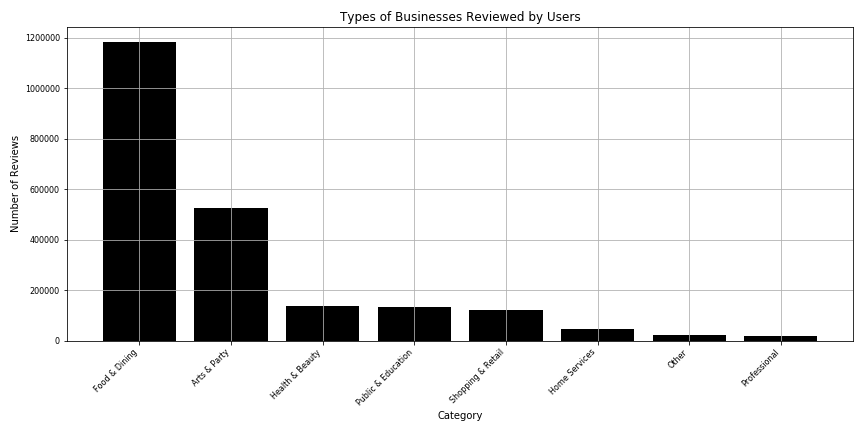 Types of Businesses Reviewed by Users
Number of Reviews
1200000
1000000
800000
600000
400000
200000
0
Food & Dining
Arts & Party
Health & Beauty
Public & Education
Shopping & Retail
Home Services
Other
Professional
Category